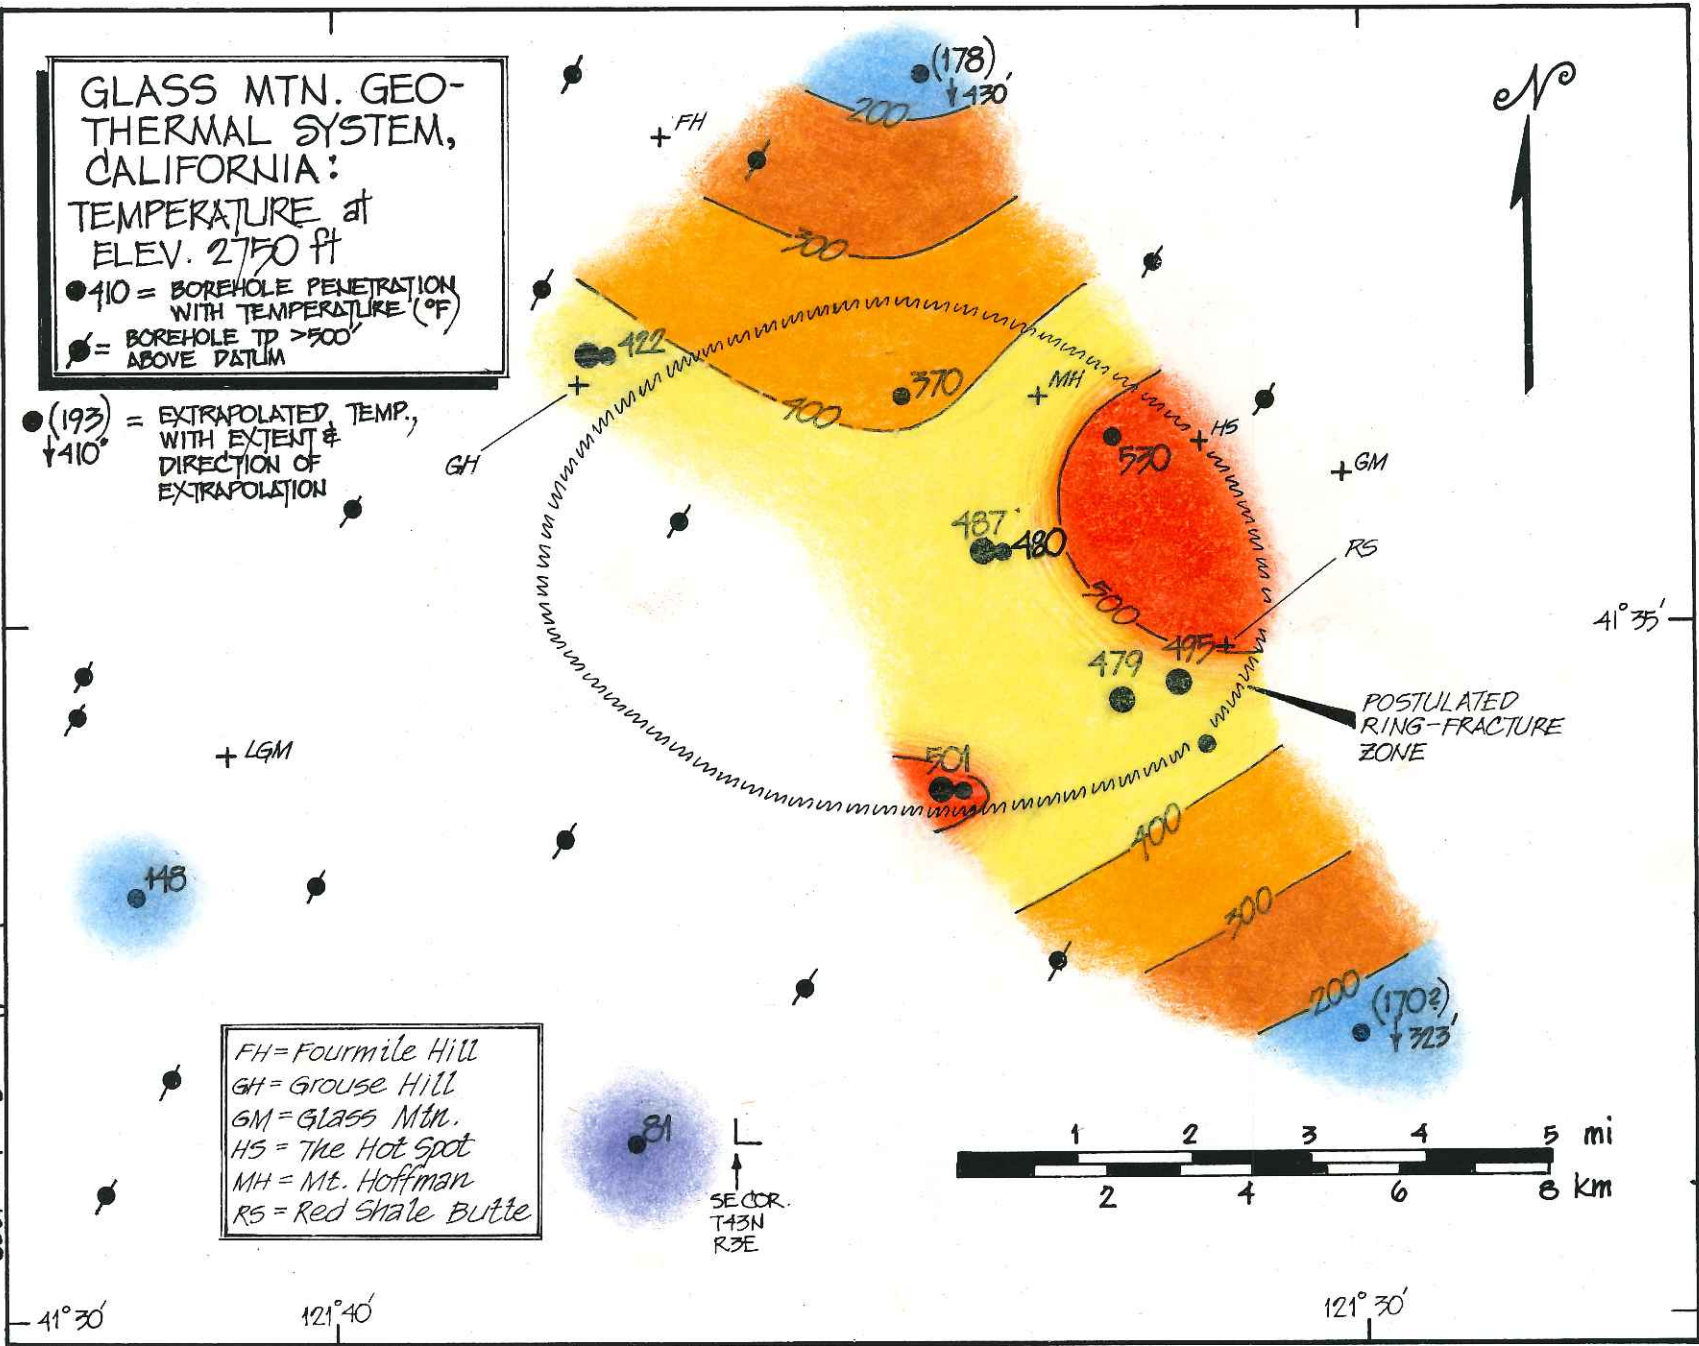 GLASS MTN. GEO-
THERMAL SYSTEM,
CALIFORNIA:
TEMPERATURE at
ELEV. 2750 ft
410 = BOREHOLE PENETRATION
WITH TEMPERATURE (°F)
= BOREHOLE TD >500'
ABOVE DATUM
(193) = EXTRAPOLATED TEMP.,
↓410' WITH EXTENT &
DIRECTION OF
EXTRAPOLATION
(178)
↓430'
200
N
FH
300
422
370
MH
400
HS
530
GM
GH
487
480
RS
500
41°35'
495
479
POSTULATED
RING-FRACTURE
ZONE
LGM
501
400
148
300
200
(170?)
↓323'
FH = Fourmile Hill
GH = Grouse Hill
GM = Glass Mtn.
HS = The Hot Spot
MH = Mt. Hoffman
RS = Red Shale Butte
81
SE COR.
T43N
R3E
1 2 3 4 5 mi
2 4 6 8 km
41°30'
121°40'
121°30'